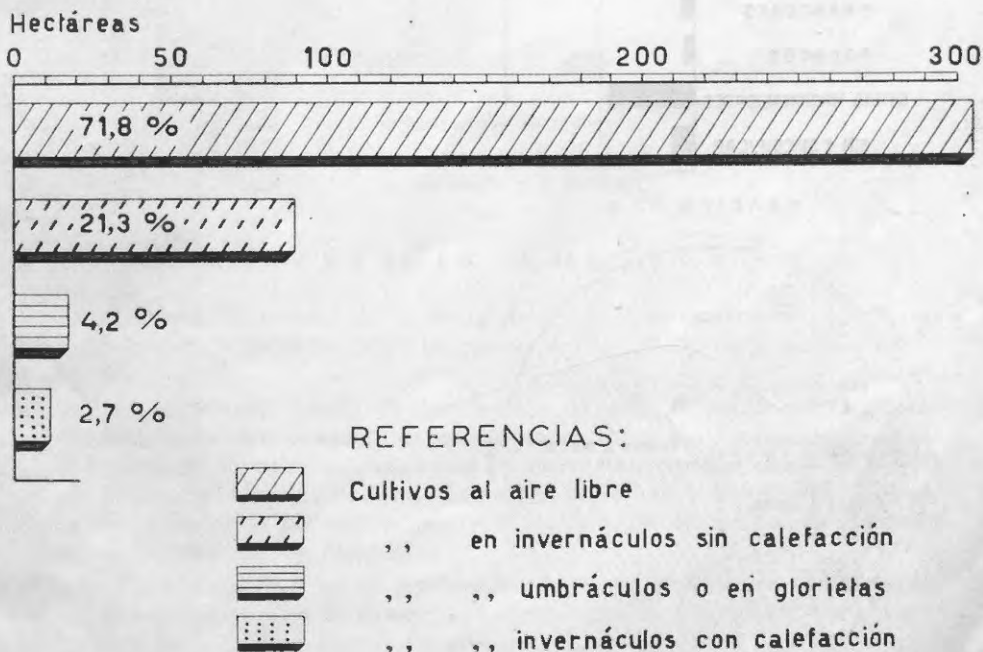 Hectáreas
0 50 100 200 300
71,8 %
21,3 %
4,2 %
2,7 %
REFERENCIAS:
Cultivos al aire libre
,, en invernáculos sin calefacción
,, ,, umbráculos o en glorietas
,, ,, invernáculos con calefacción